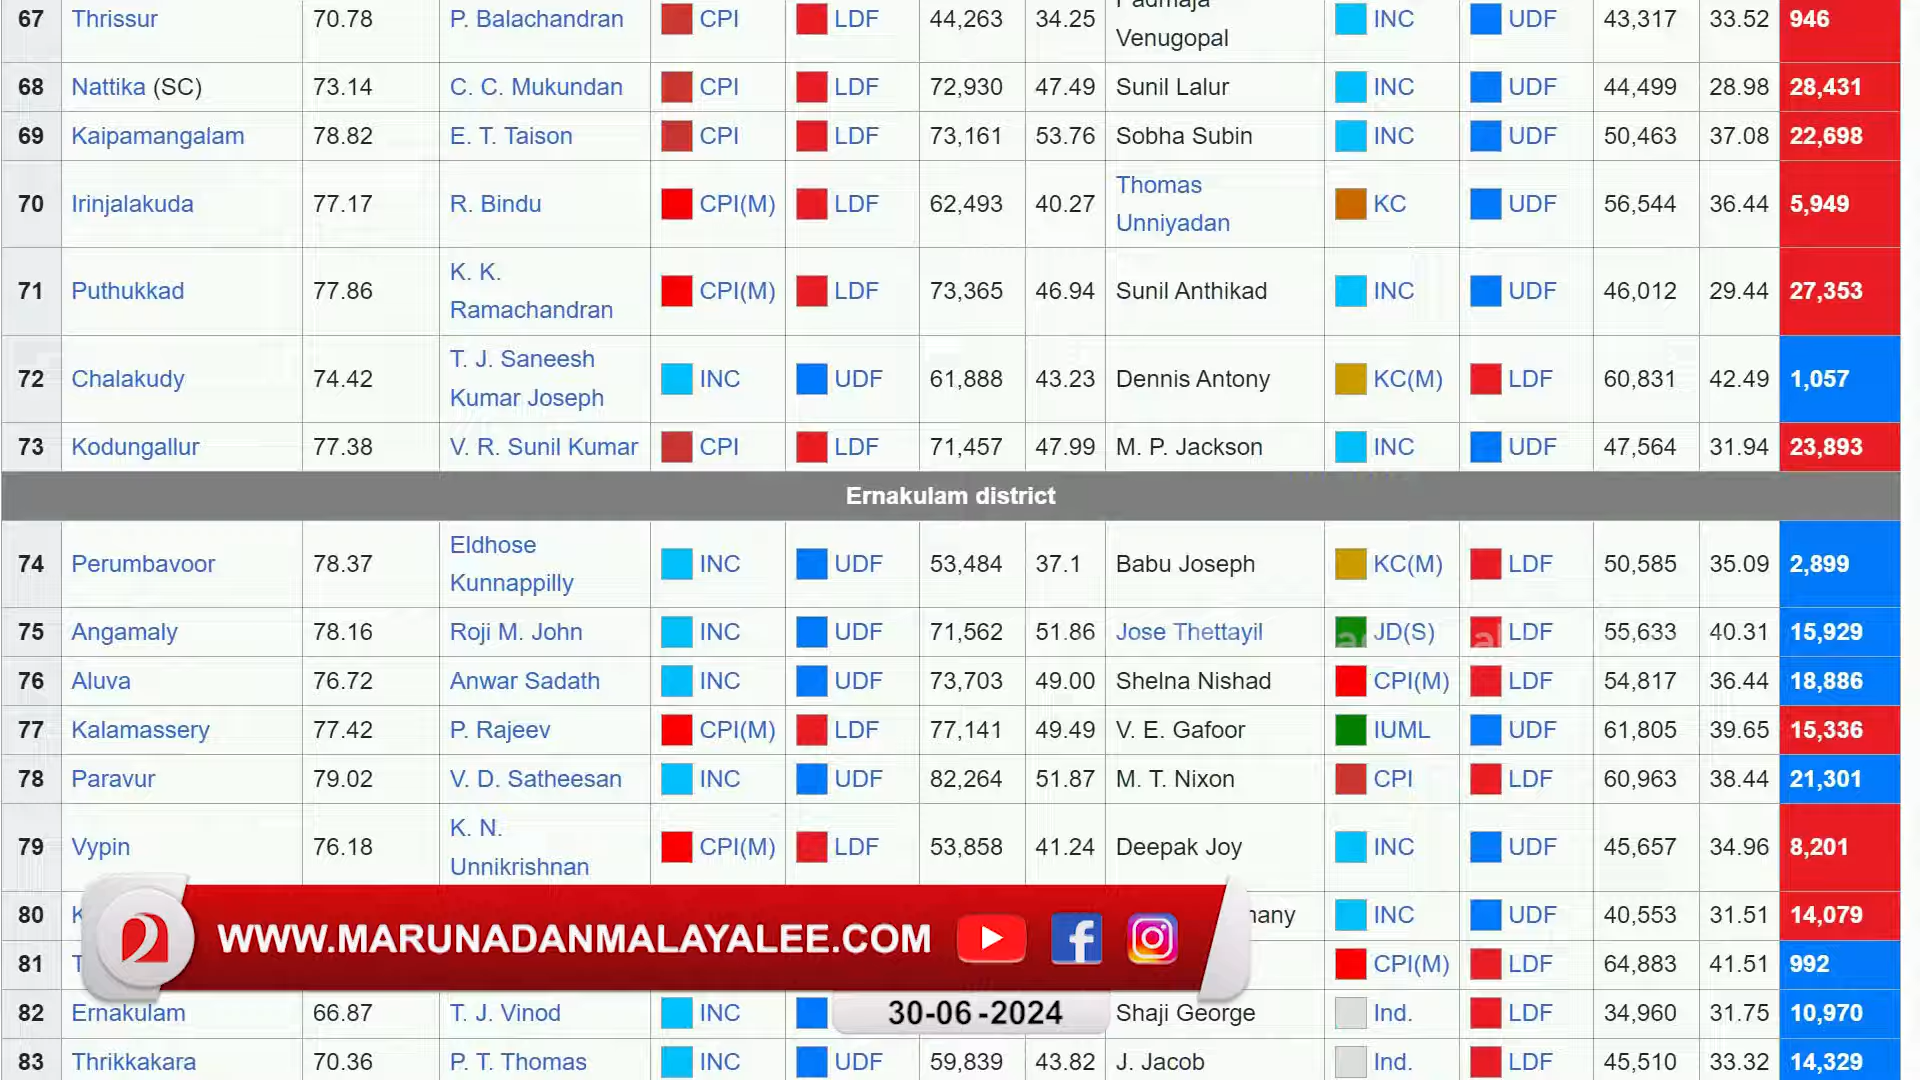 67 Thrissur 70.78 P. Balachandran CPI LDF 44,263 34.25 Padmaja Venugopal INC UDF 43,317 33.52 946
68 Nattika (SC) 73.14 C. C. Mukundan CPI LDF 72,930 47.49 Sunil Lalur INC UDF 44,499 28.98 28,431
69 Kaipamangalam 78.82 E. T. Taison CPI LDF 73,161 53.76 Sobha Subin INC UDF 50,463 37.08 22,698
70 Irinjalakuda 77.17 R. Bindu CPI(M) LDF 62,493 40.27 Thomas Unniyadan KC UDF 56,544 36.44 5,949
71 Puthukkad 77.86 K. K. Ramachandran CPI(M) LDF 73,365 46.94 Sunil Anthikad INC UDF 46,012 29.44 27,353
72 Chalakudy 74.42 T. J. Saneesh Kumar Joseph INC UDF 61,888 43.23 Dennis Antony KC(M) LDF 60,831 42.49 1,057
73 Kodungallur 77.38 V. R. Sunil Kumar CPI LDF 71,457 47.99 M. P. Jackson INC UDF 47,564 31.94 23,893
Ernakulam district
74 Perumbavoor 78.37 Eldhose Kunnappilly INC UDF 53,484 37.1 Babu Joseph KC(M) LDF 50,585 35.09 2,899
75 Angamaly 78.16 Roji M. John INC UDF 71,562 51.86 Jose Thettayil JD(S) LDF 55,633 40.31 15,929
76 Aluva 76.72 Anwar Sadath INC UDF 73,703 49.00 Shelna Nishad CPI(M) LDF 54,817 36.44 18,886
77 Kalamassery 77.42 P. Rajeev CPI(M) LDF 77,141 49.49 V. E. Gafoor IUML UDF 61,805 39.65 15,336
78 Paravur 79.02 V. D. Satheesan INC UDF 82,264 51.87 M. T. Nixon CPI LDF 60,963 38.44 21,301
79 Vypin 76.18 K. N. Unnikrishnan CPI(M) LDF 53,858 41.24 Deepak Joy INC UDF 45,657 34.96 8,201
80 INC UDF 40,553 31.51 14,079
81 CPI(M) LDF 64,883 41.51 992
WWW.MARUNADANMALAYALEE.COM
82 Ernakulam 66.87 T. J. Vinod INC Shaji George Ind. LDF 34,960 31.75 10,970
30-06-2024
83 Thrikkakara 70.36 P. T. Thomas INC UDF 59,839 43.82 J. Jacob Ind. LDF 45,510 33.32 14,329